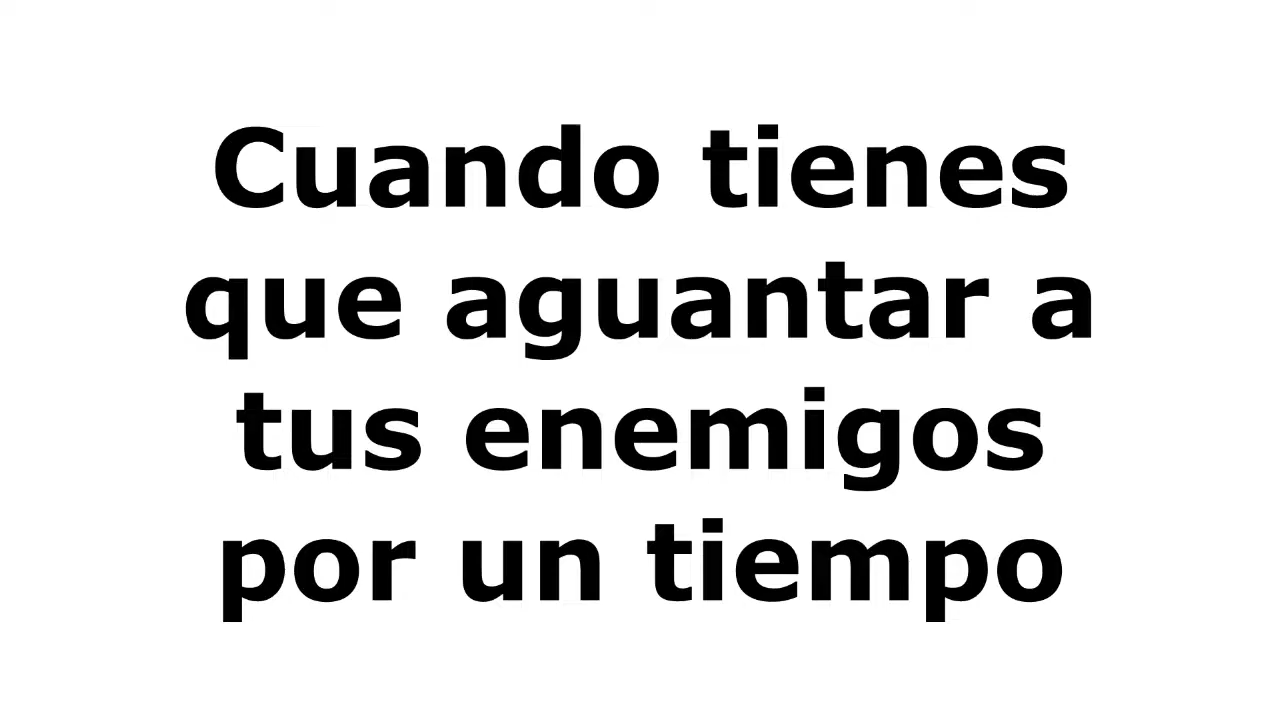 Cuando tienes
que aguantar a
tus enemigos
por un tiempo